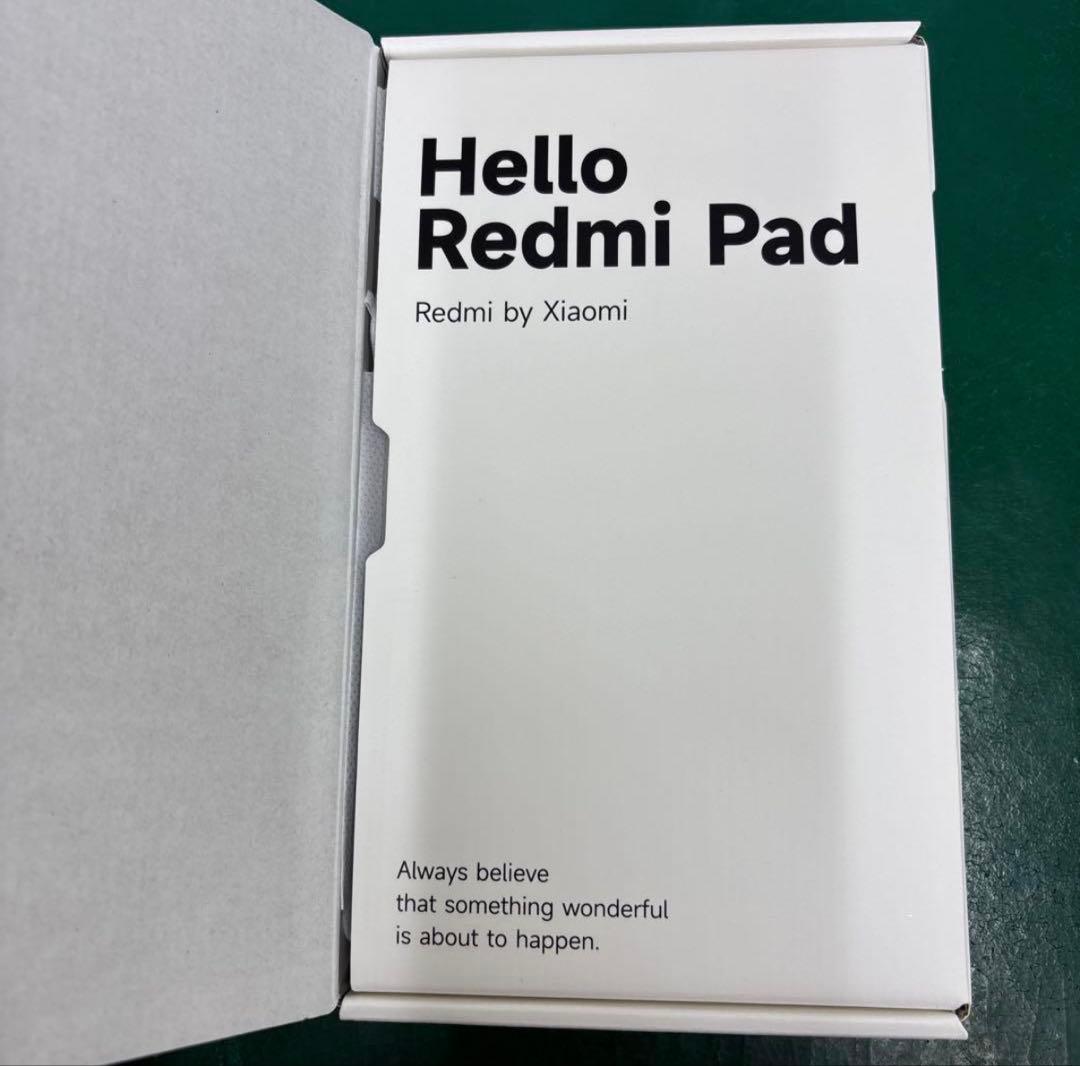 Hello
Redmi Pad
Redmi by Xiaomi
Always believe
that something wonderful
is about to happen.